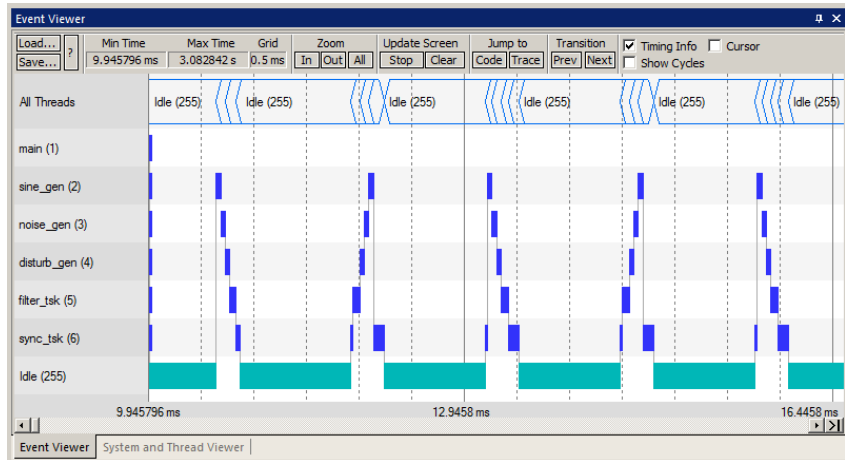 Event Viewer
Load... ? Min Time Max Time Grid Zoom Update Screen Jump to Transition Timing Info Cursor
Save... 9.945796 ms 3.082842 s 0.5 ms In Out All Stop Clear Code Trace Prev Next Show Cycles
All Threads Idle (255) Idle (255) Idle (255) Idle (255) Idle (255) Idle (255)
main (1)
sine_gen (2)
noise_gen (3)
disturb_gen (4)
filter_tsk (5)
sync_tsk (6)
Idle (255)
9.945796 ms 12.9458 ms 16.4458 ms
Event Viewer System and Thread Viewer